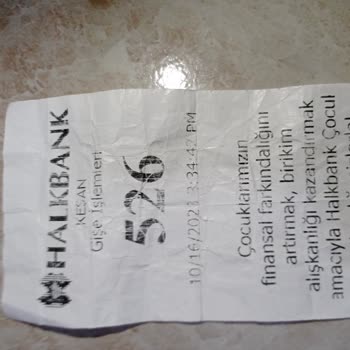 HALKBANK
KEŞAN
Gişe İşlemleri
526
10/16/2023 3:34:42 PM
Çocuklarımızın
finansal farkındalığını
artırmak, birikim
alışkanlığı kazandırmak
amacıyla Halkbank Çocu